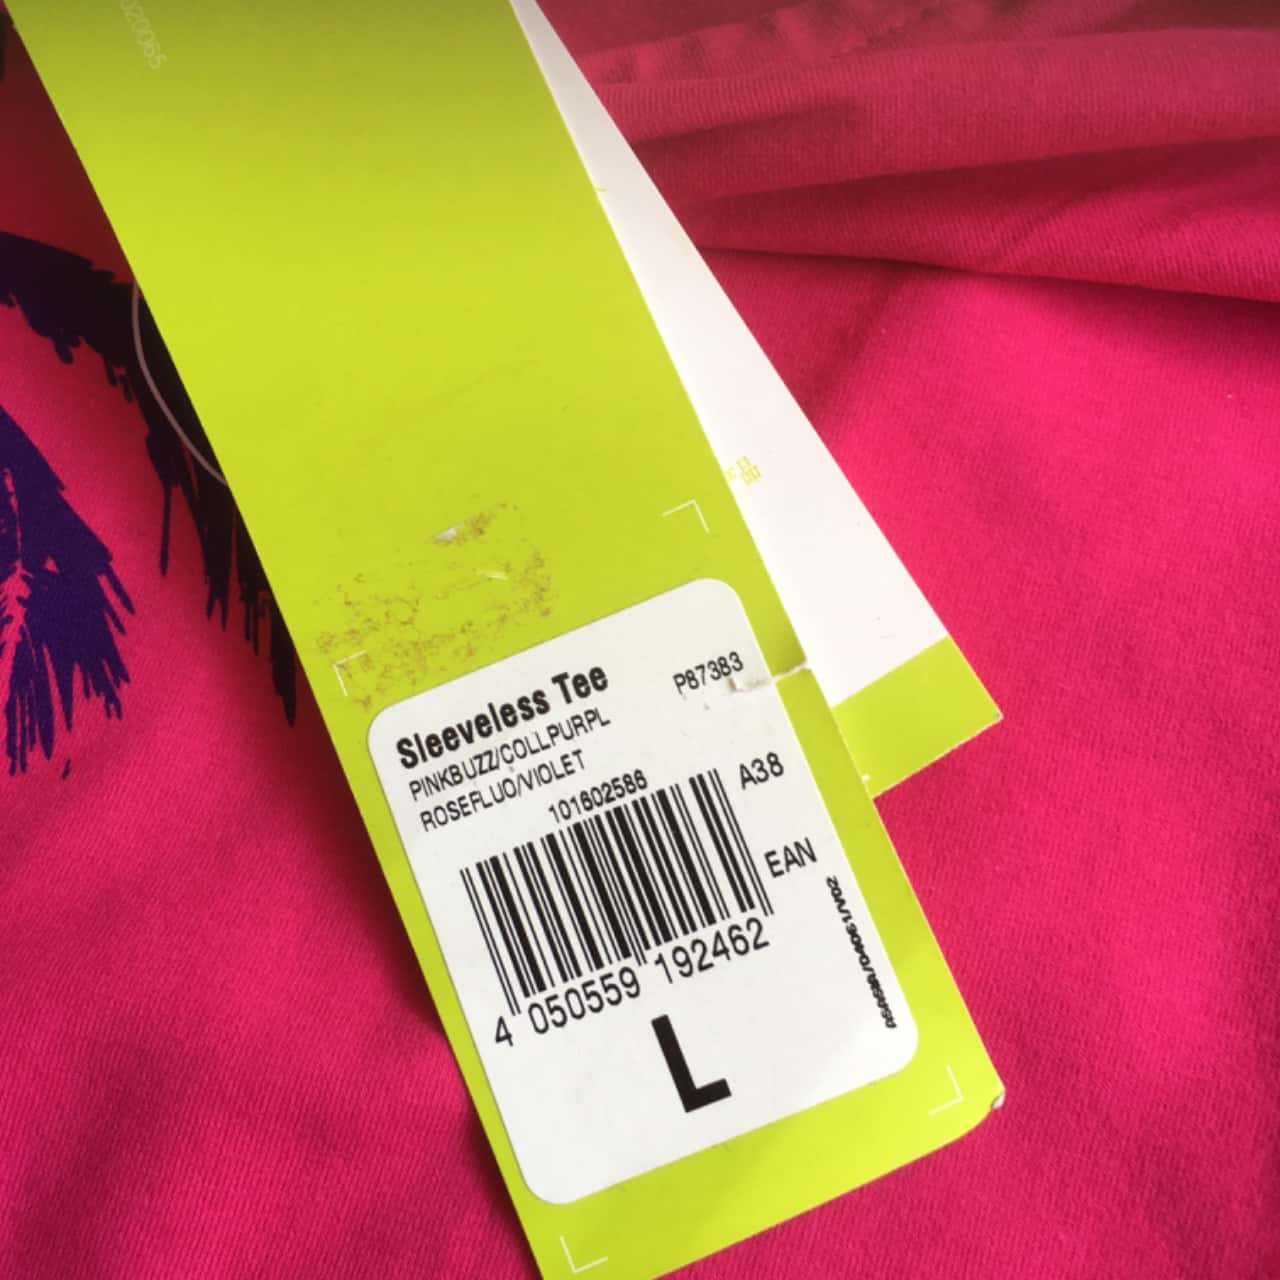 Sleeveless Tee
P87383
PINKBUZZ/COLLPURPL
ROSEFLUO/VIOLET
101602586
A38
EAN
4 050559 192462
L